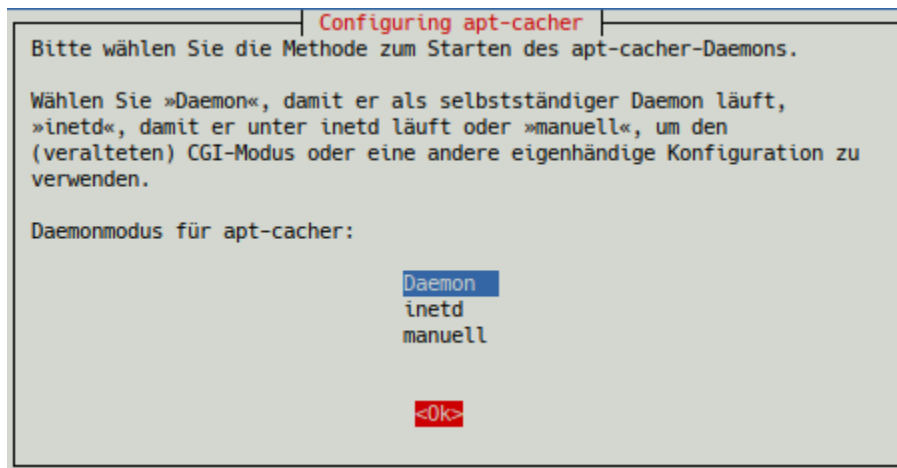 Configuring apt-cacher
Bitte wählen Sie die Methode zum Starten des apt-cacher-Daemons.
Wählen Sie »Daemon«, damit er als selbstständiger Daemon läuft,
»inetd«, damit er unter inetd läuft oder »manuell«, um den
(veralteten) CGI-Modus oder eine andere eigenhändige Konfiguration zu
verwenden.
Daemonmodus für apt-cacher:
Daemon
inetd
manuell
<Ok>